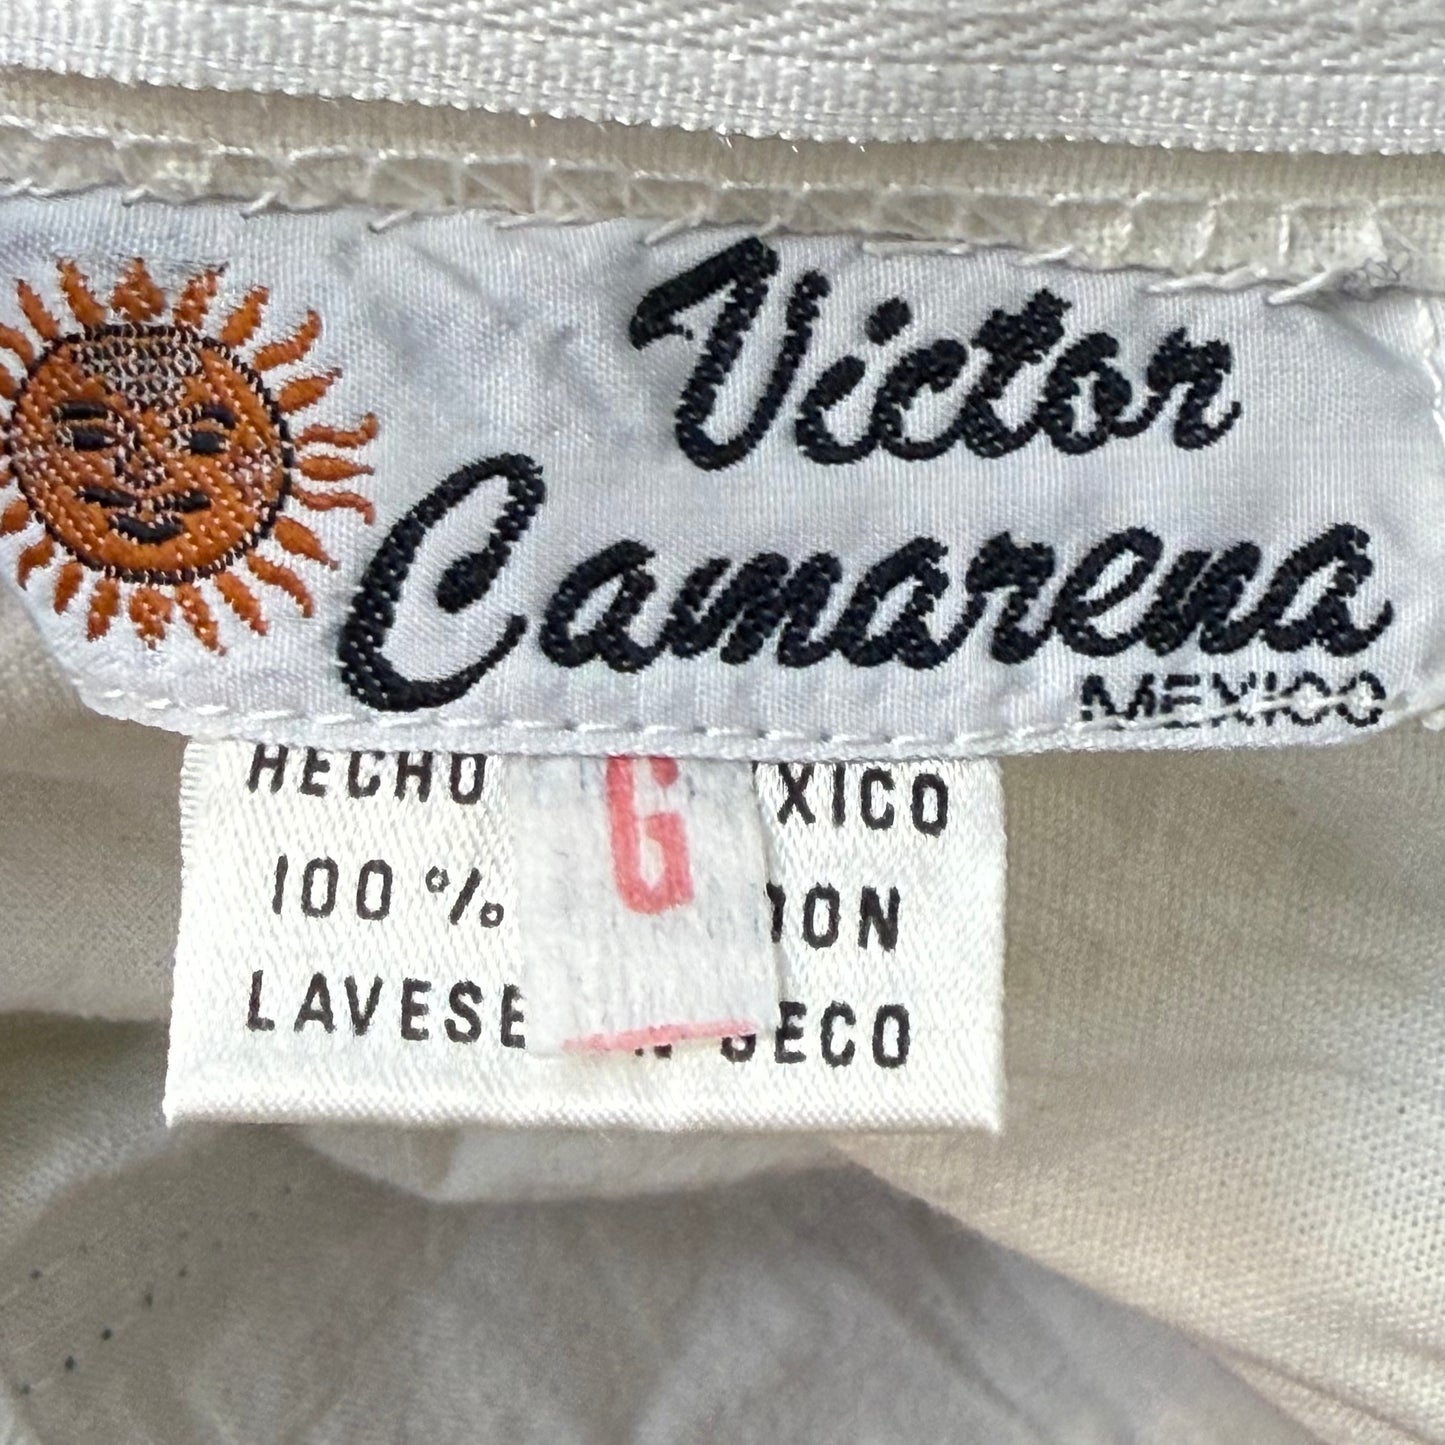 Victor
Camarena
MEXICO
HECHO XICO
G
100% ON
LAVESE SECO